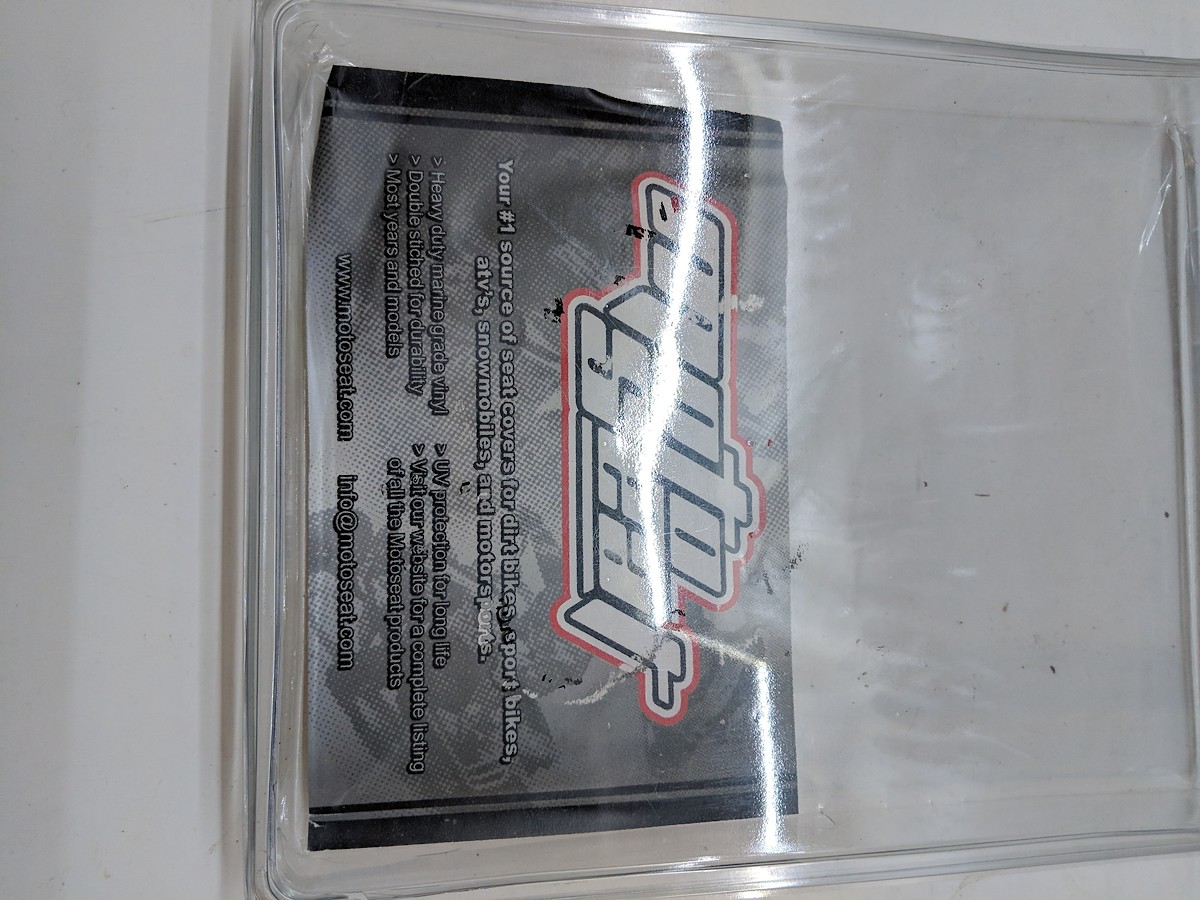 Moto
Seat
Your #1 source of seat covers for dirt bikes, sport bikes,
atv's, snowmobiles, and motorsports.
> Heavy duty marine grade vinyl
> Double stiched for durability
> Most years and models
> UV protection for long life
> Visit our website for a complete listing
of all the Motoseat products
www.motoseat.com info@motoseat.com